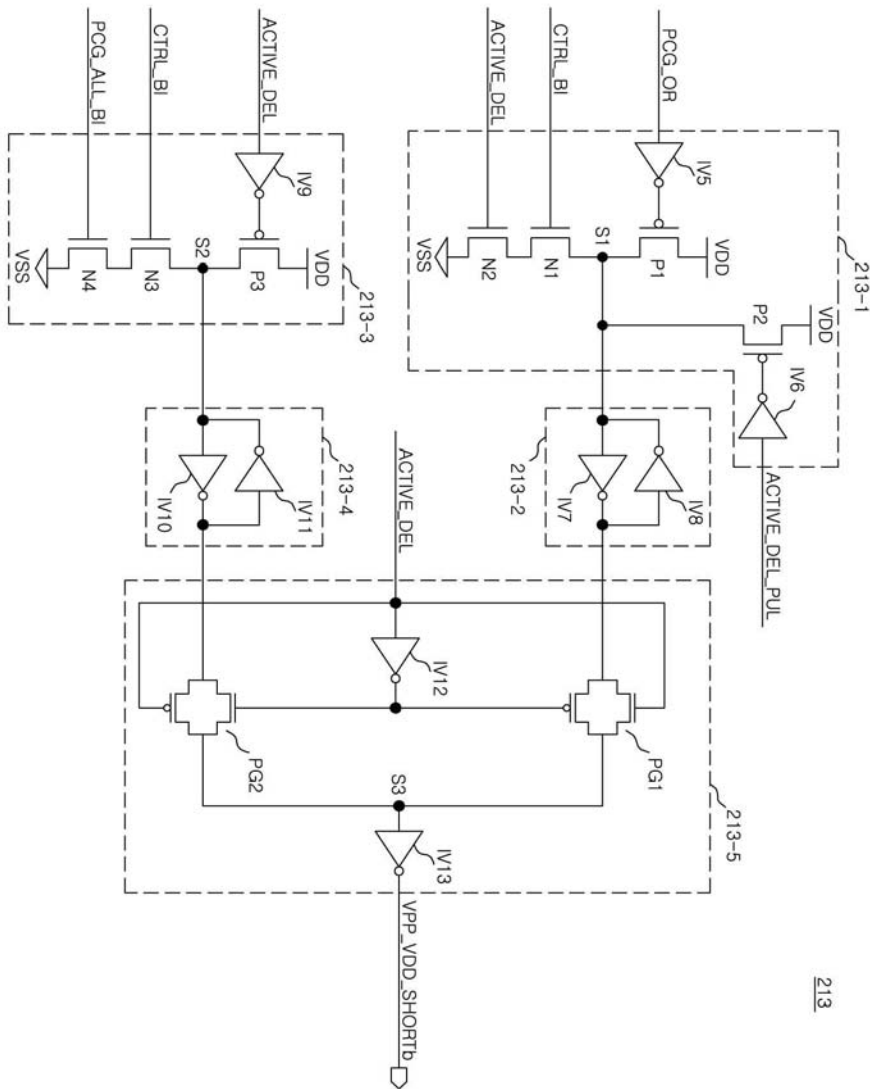 PCG_OR
IV5
VDD
P1
S1
CTRL_BI
N1
ACTIVE_DEL
N2
VSS
213-1
VDD
P2
IV6
ACTIVE_DEL_PUL
IV8
IV7
213-2
ACTIVE_DEL
IV9
VDD
P3
S2
CTRL_BI
N3
PCG_ALL_BI
N4
VSS
213-3
213-4
IV11
IV10
ACTIVE_DEL
IV12
PG1
PG2
S3
IV13
213-5
VPP_VDD_SHORTb
213